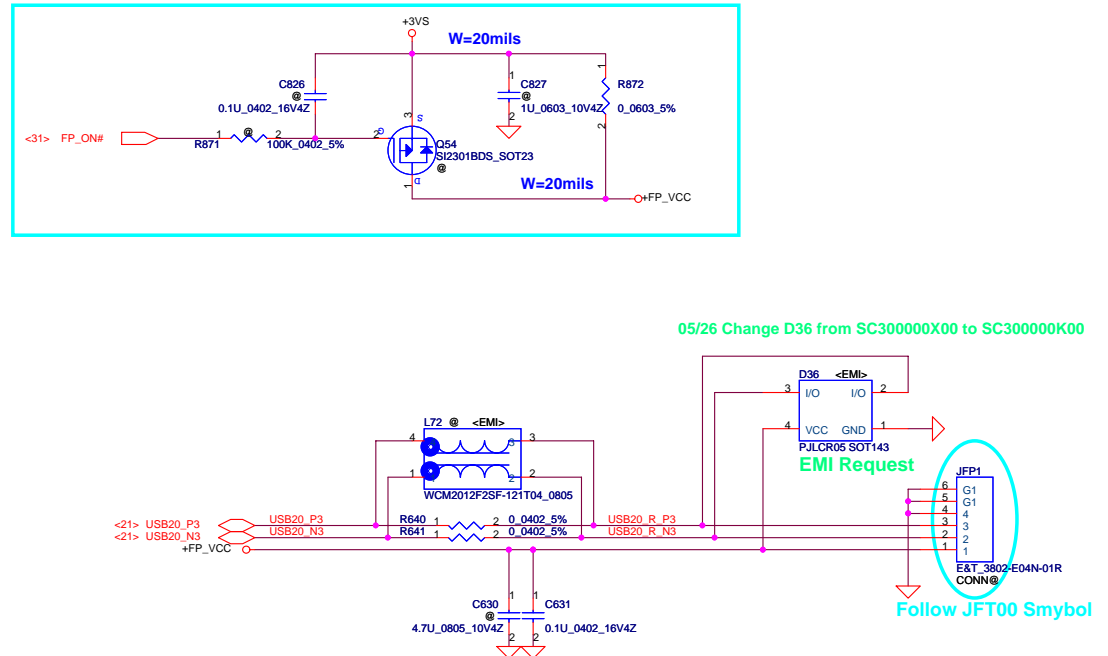 +3VS
W=20mils
C826
@
0.1U_0402_16V4Z
1
2
C827
@
1U_0603_10V4Z
1
2
R872
0_0603_5%
1
2
<31> FP_ON#
R871
1
@
2
100K_0402_5%
2
G
3
S
Q54
SI2301BDS_SOT23
@
1
D
W=20mils
+FP_VCC
05/26 Change D36 from SC300000X00 to SC300000K00
D36 <EMI>
3 I/O I/O 2
4 VCC GND 1
PJLCR05 SOT143
EMI Request
L72 @ <EMI>
4 3 3
1 2 2
WCM2012F2SF-121T04_0805
<21> USB20_P3 USB20_P3 R640 1 2 0_0402_5% USB20_R_P3
<21> USB20_N3 USB20_N3 R641 1 2 0_0402_5% USB20_R_N3
+FP_VCC
JFP1
6 G1
5 G1
4 4
3 3
2 2
1 1
E&T_3802-E04N-01R
CONN@
Follow JFT00 Smybol
C630
@
4.7U_0805_10V4Z
1
2
C631
0.1U_0402_16V4Z
1
2